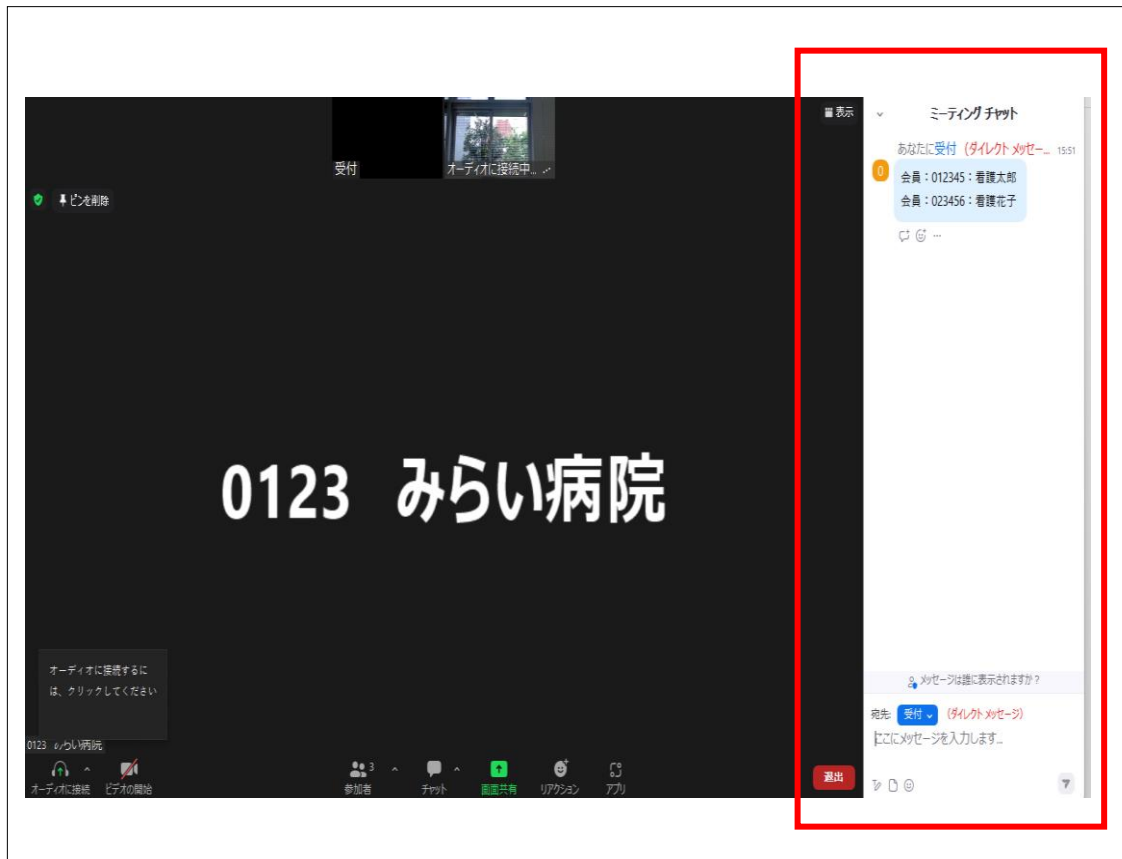 表示
受付
オーディオに接続中...
ピンを削除
0123 みらい病院
オーディオに接続するに
は、クリックしてください
0123 みらい病院
オーディオに接続
ビデオの開始
3
参加者
チャット
画面共有
リアクション
アプリ
退出
ミーティング チャット
あなたに受付 (ダイレクト メッセー... 15:51
会員:012345:看護太郎
会員:023456:看護花子
メッセージは誰に表示されますか?
宛先: 受付 (ダイレクト メッセージ)
ここにメッセージを入力します...